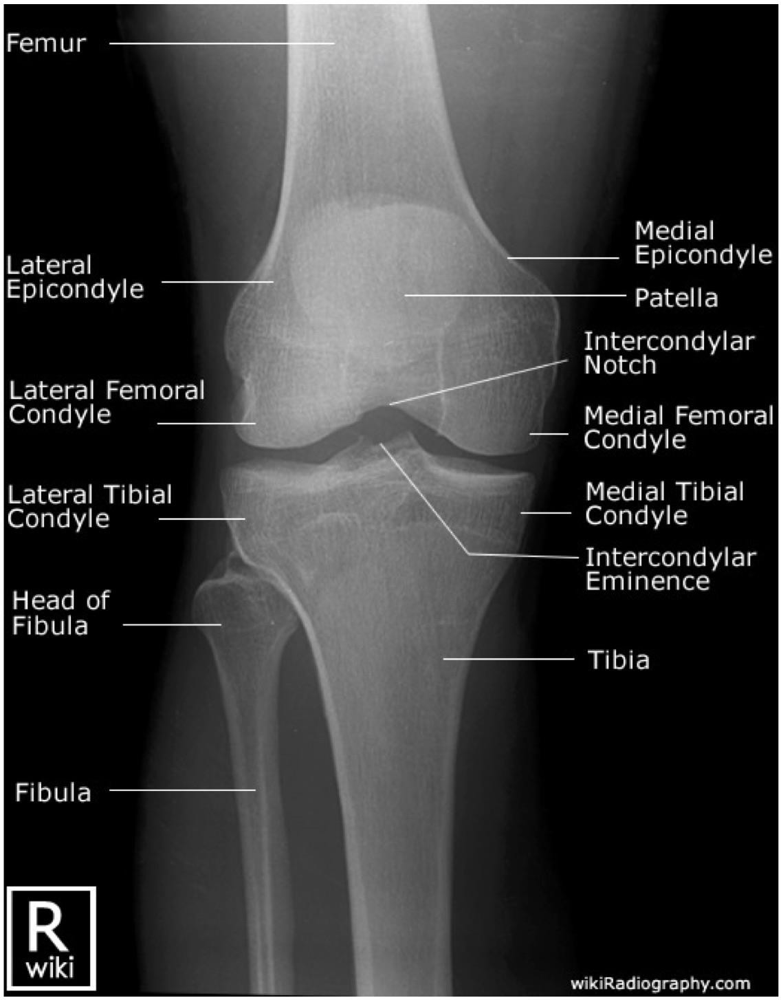 Femur
Lateral
Epicondyle
Lateral Femoral
Condyle
Lateral Tibial
Condyle
Head of
Fibula
Fibula
Medial
Epicondyle
Patella
Intercondylar
Notch
Medial Femoral
Condyle
Medial Tibial
Condyle
Intercondylar
Eminence
Tibia
R
wiki
wikiRadiography.com